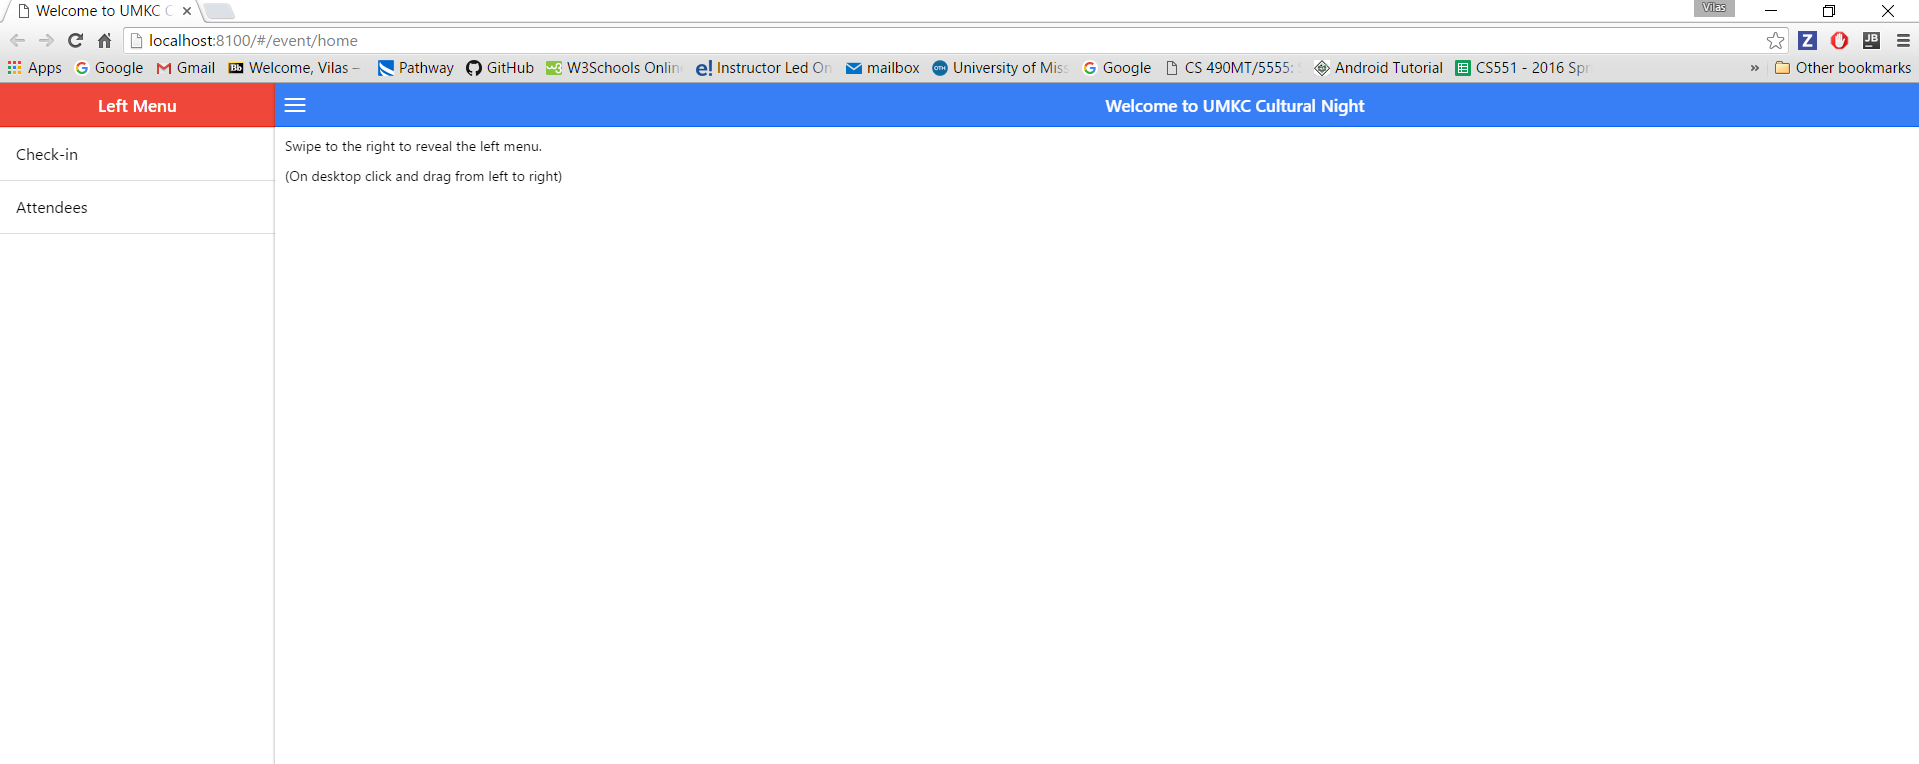 Welcome to UMKC C
Vilas
localhost:8100/#/event/home
Z
JB
Apps
Google
Gmail
Bb
Welcome, Vilas –
Pathway
GitHub
W3Schools Onlin
e!
Instructor Led On
mailbox
OTH
University of Miss
Google
CS 490MT/5555: S
Android Tutorial
CS551 - 2016 Spr
»
Other bookmarks
Left Menu
Welcome to UMKC Cultural Night
Check-in
Attendees
Swipe to the right to reveal the left menu.
(On desktop click and drag from left to right)